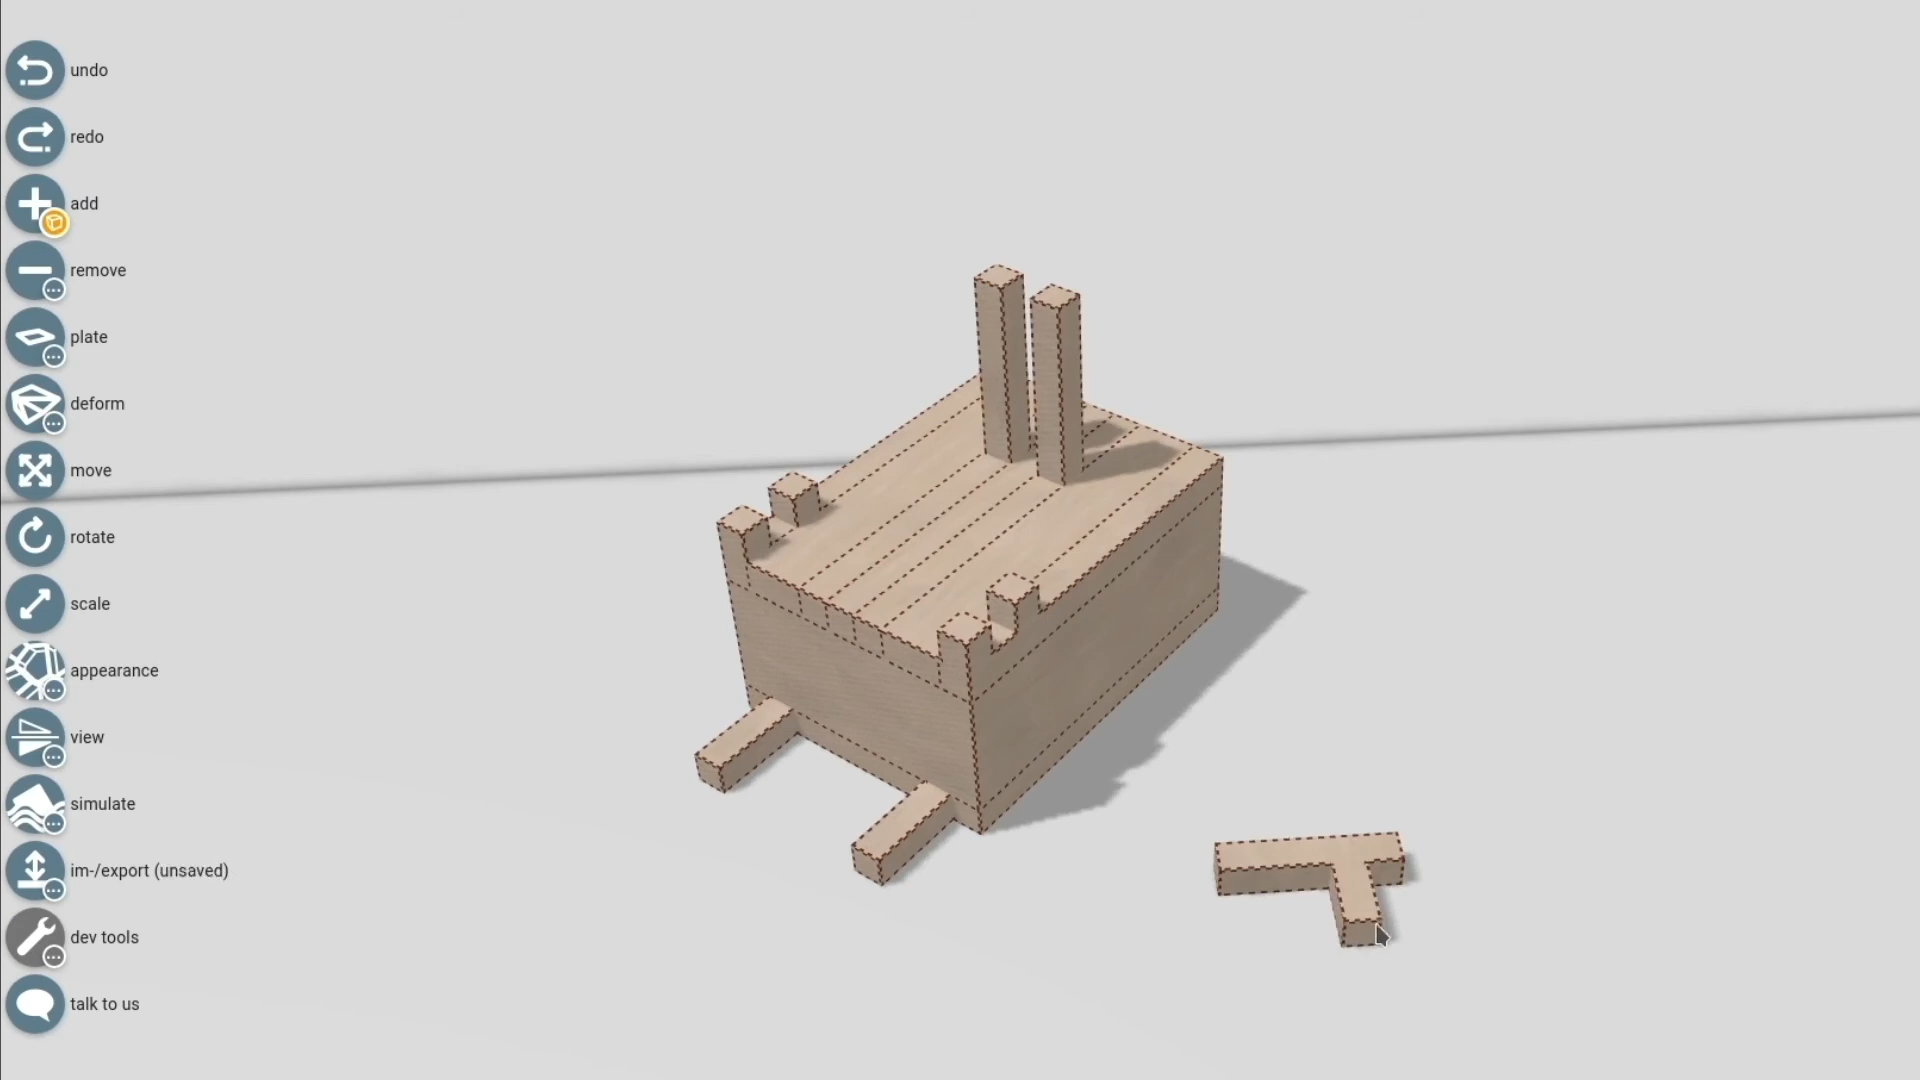 undo
redo
add
remove
plate
deform
move
rotate
scale
appearance
view
simulate
im-/export (unsaved)
dev tools
talk to us